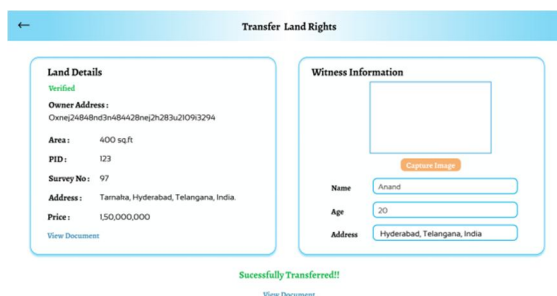 ←
Transfer Land Rights
Land Details
Verified
Owner Address :
Oxnej24848nd3n484428nej2h283u2109i3294
Area : 400 sq.ft
PID : 123
Survey No : 97
Address : Tarnaka, Hyderabad, Telangana, India.
Price : 1,50,000,000
View Document
Witness Information
Capture Image
Name Anand
Age 20
Address Hyderabad, Telangana, India
Sucessfully Transferred!!
View Document